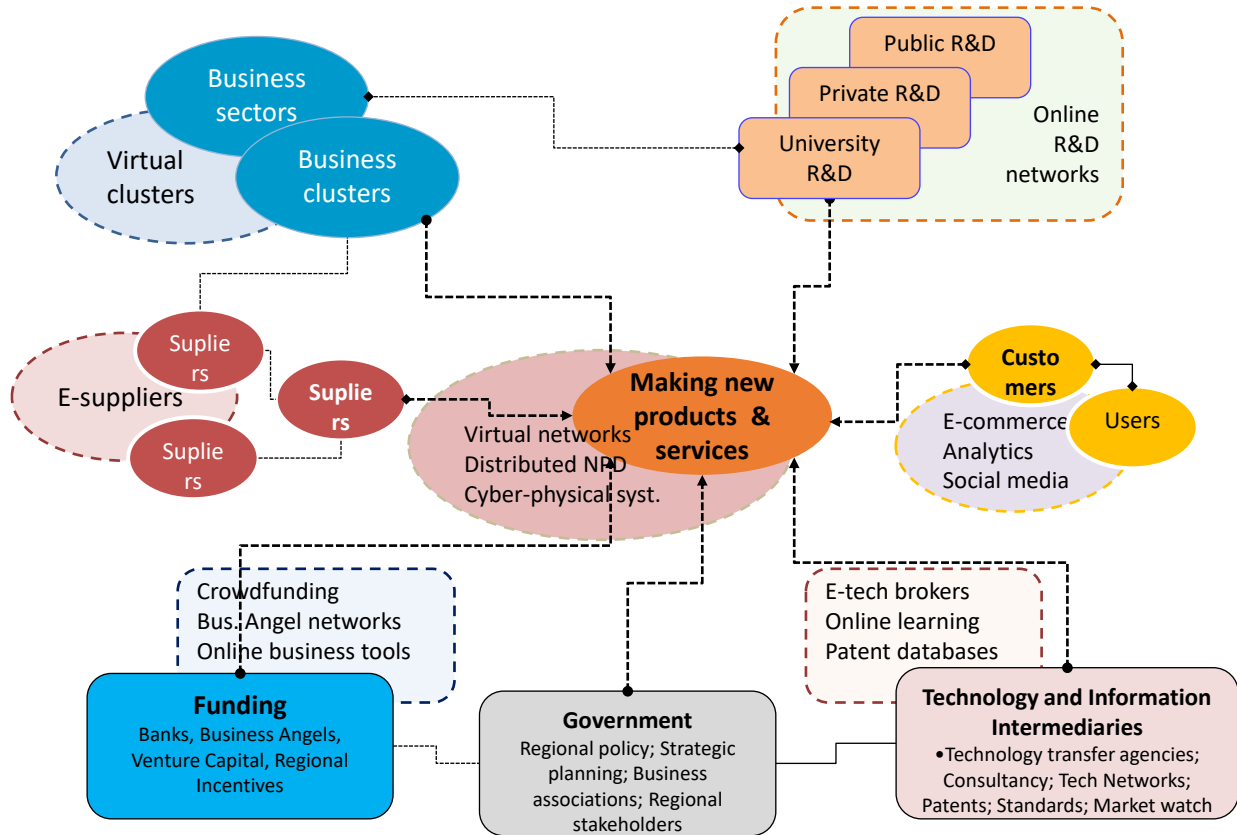 Business
sectors
Virtual
clusters
Business
clusters
Public R&D
Private R&D
University
R&D
Online
R&D
networks
Suplie
rs
E-suppliers
Suplie
rs
Suplie
rs
Making new
products & 
services
Virtual networks
Distributed NPD
Cyber-physical syst.
Custo
mers
Users
E-commerce
Analytics
Social media
Crowdfunding
Bus. Angel networks
Online business tools
E-tech brokers
Online learning
Patent databases
Funding
Banks, Business Angels,
Venture Capital, Regional
Incentives
Government
Regional policy; Strategic
planning; Business
associations; Regional
stakeholders
Technology and Information
Intermediaries
•Technology transfer agencies;
Consultancy; Tech Networks;
Patents; Standards; Market watch